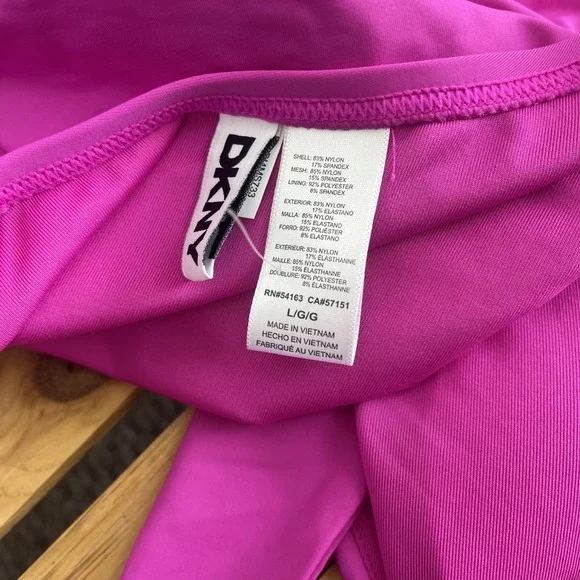 DKNY
SHELL: 83% NYLON
17% SPANDEX
MESH: 85% NYLON
15% SPANDEX
LINING: 92% POLYESTER
8% SPANDEX
EXTERIOR: 83% NYLON
17% ELASTANO
MALLA: 85% NYLON
15% ELASTANO
FORRO: 92% POLIÉSTER
8% ELASTANO
EXTÉRIEUR: 83% NYLON
17% ÉLASTHANNE
MAILLE: 85% NYLON
15% ÉLASTHANNE
DOUBLURE: 92% POLYESTER
8% ÉLASTHANNE
RN#54163 CA#57151
L/G/G
MADE IN VIETNAM
HECHO EN VIETNAM
FABRIQUÉ AU VIETNAM